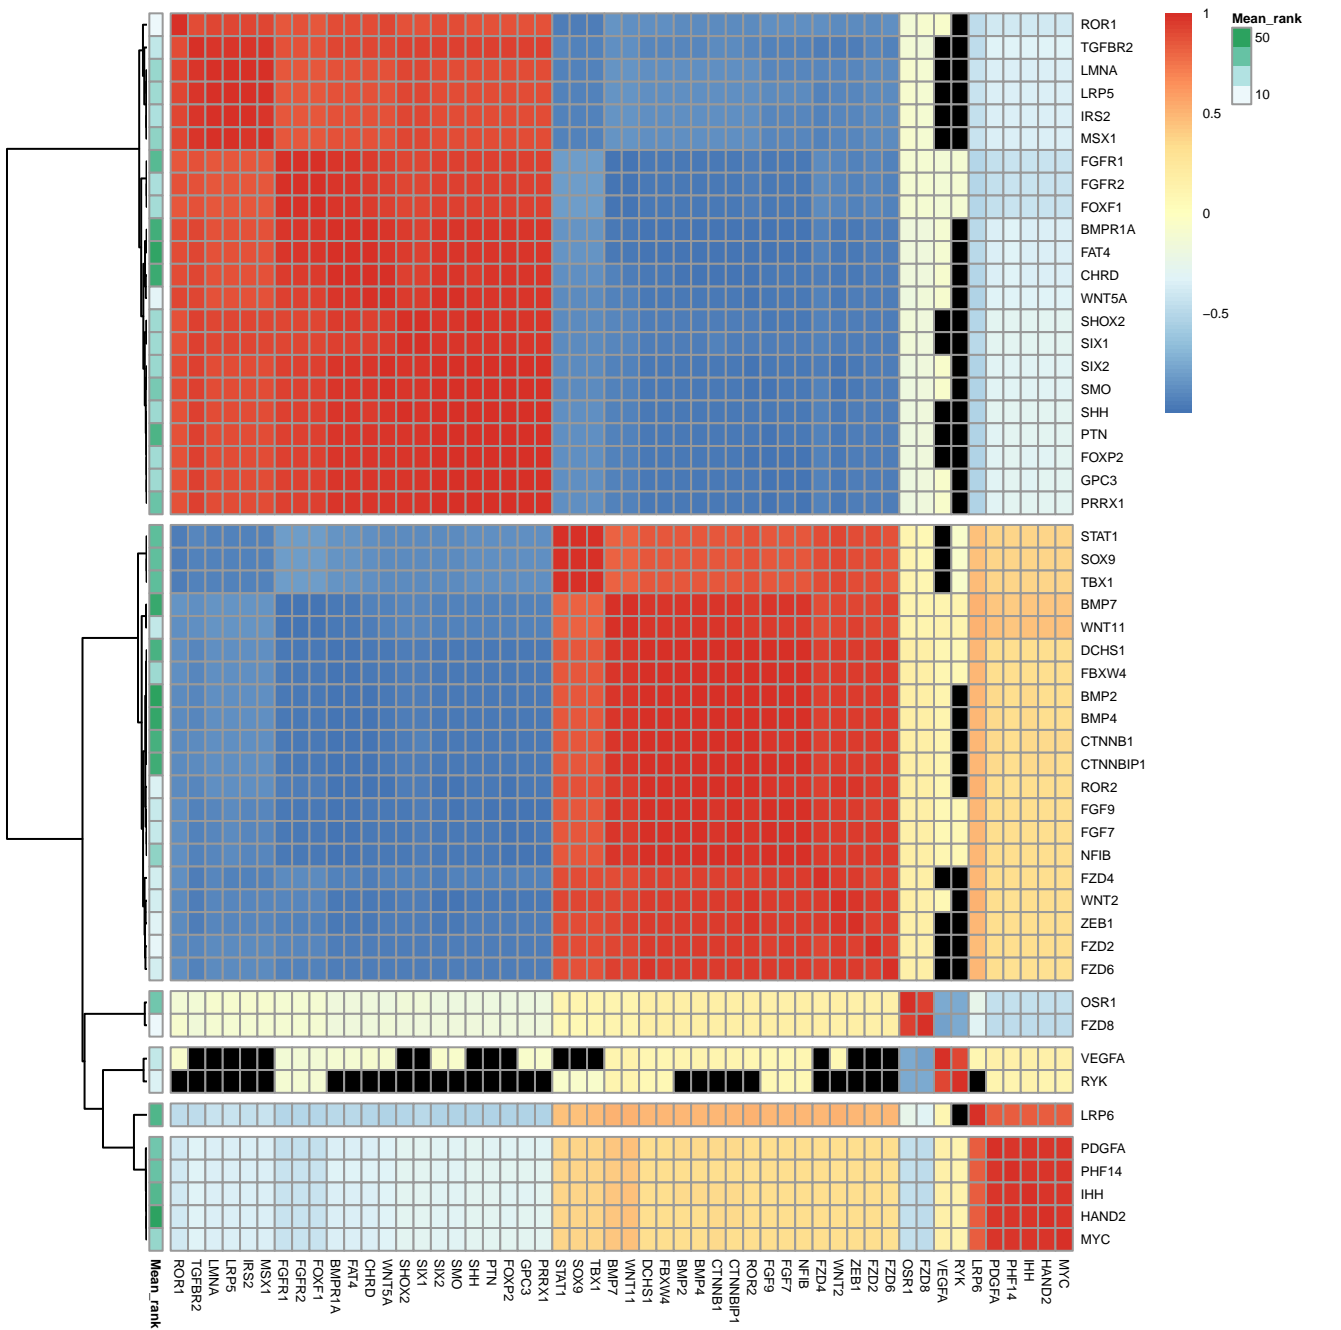 ROR1
TGFBR2
LMNA
LRP5
IRS2
MSX1
FGFR1
FGFR2
FOXF1
BMPR1A
FAT4
CHRD
WNT5A
SHOX2
SIX1
SIX2
SMO
SHH
PTN
FOXP2
GPC3
PRRX1
STAT1
SOX9
TBX1
BMP7
WNT11
DCHS1
FBXW4
BMP2
BMP4
CTNNB1
CTNNBIP1
ROR2
FGF9
FGF7
NFIB
FZD4
WNT2
ZEB1
FZD2
FZD6
OSR1
FZD8
VEGFA
RYK
LRP6
PDGFA
PHF14
IHH
HAND2
MYC
1
0.5
0
−0.5
Mean_rank
50
10
Mean_rank
ROR1
TGFBR2
LMNA
LRP5
IRS2
MSX1
FGFR1
FGFR2
FOXF1
BMPR1A
FAT4
CHRD
WNT5A
SHOX2
SIX1
SIX2
SMO
SHH
PTN
FOXP2
GPC3
PRRX1
STAT1
SOX9
TBX1
BMP7
WNT11
DCHS1
FBXW4
BMP2
BMP4
CTNNB1
CTNNBIP1
ROR2
FGF9
FGF7
NFIB
FZD4
WNT2
ZEB1
FZD2
FZD6
OSR1
FZD8
VEGFA
RYK
LRP6
PDGFA
PHF14
IHH
HAND2
MYC